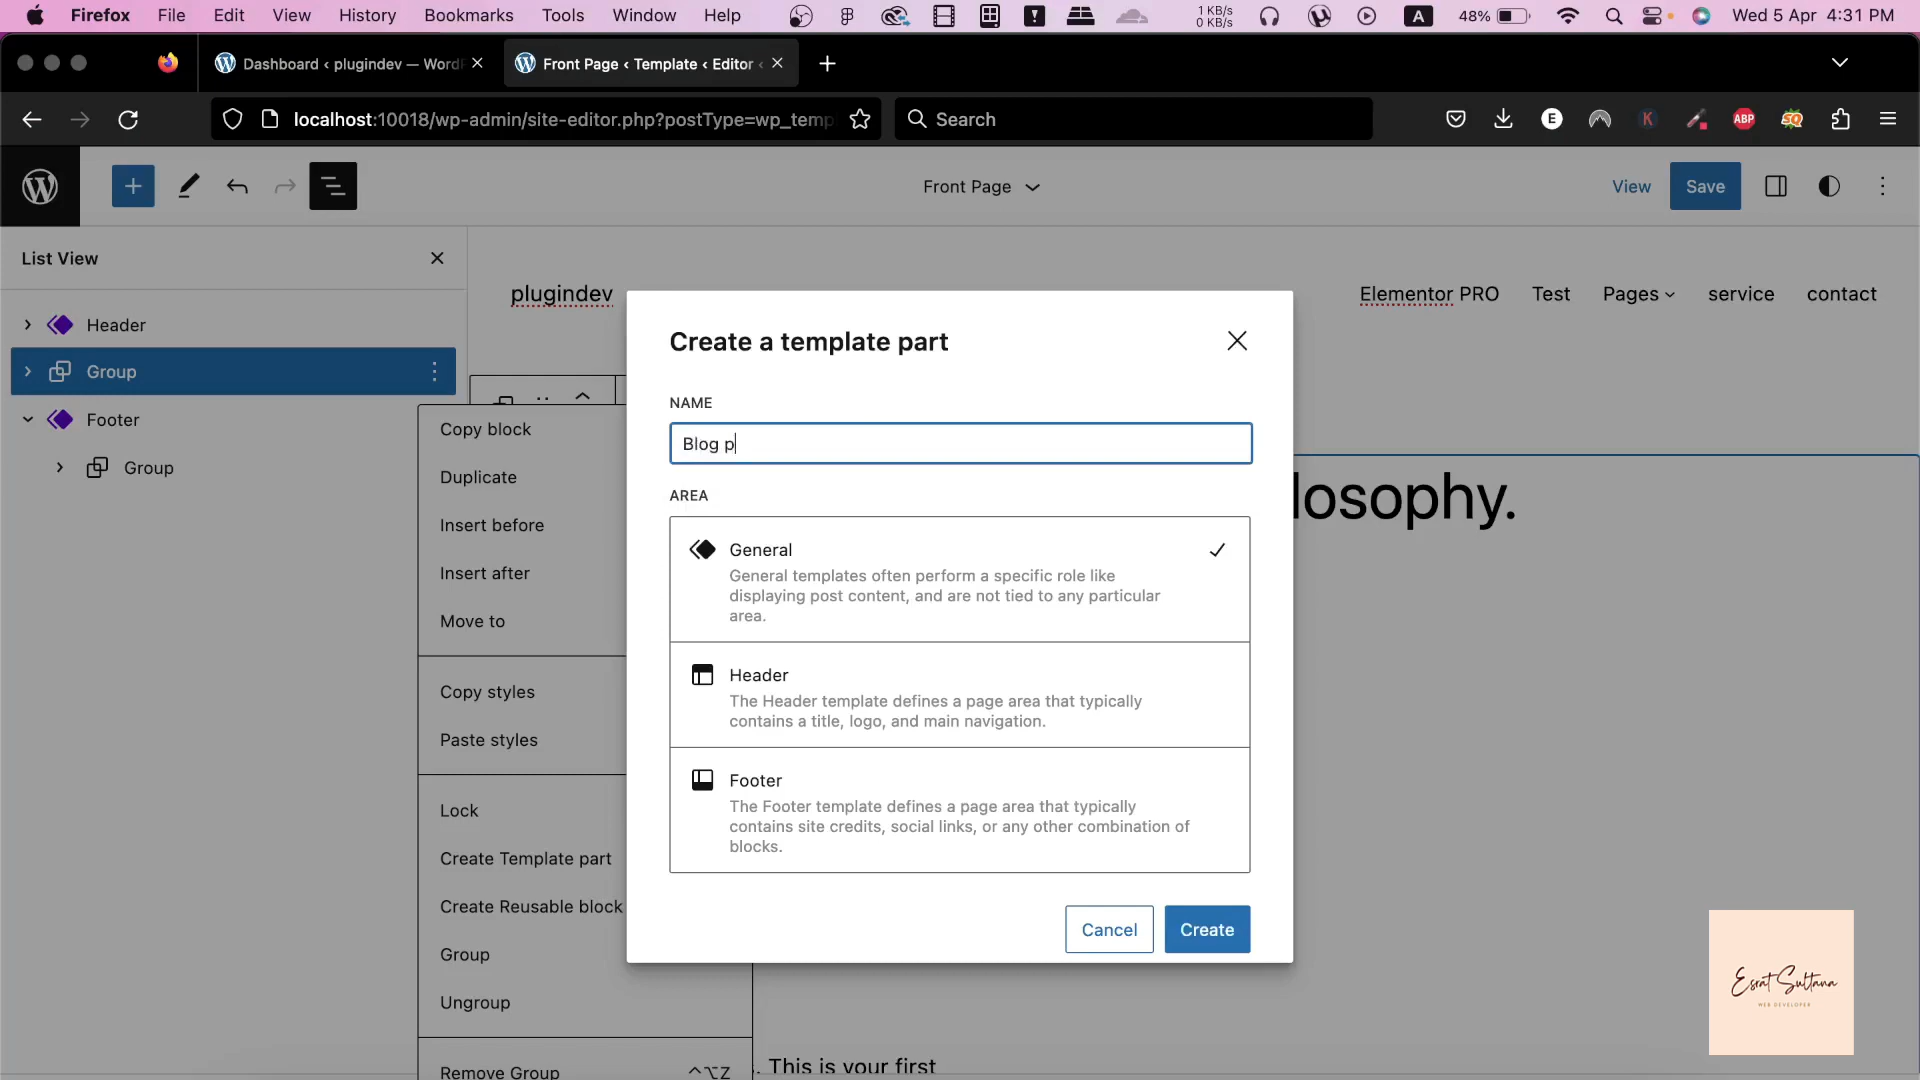 Firefox File Edit View History Bookmarks Tools Window Help 1 KB/s 0 KB/s A 48% Wed 5 Apr 4:31 PM
Dashboard ‹ plugindev — Word
Front Page ‹ Template ‹ Editor ‹
localhost:10018/wp-admin/site-editor.php?postType=wp_temp
Search
E
K
ABP
SQ
Front Page
View
Save
List View
Header
Group
Footer
Group
plugindev
Elementor PRO Test Pages service contact
losophy.
Copy block
Duplicate
Insert before
Insert after
Move to
Copy styles
Paste styles
Lock
Create Template part
Create Reusable block
Group
Ungroup
Remove Group ^⌥Z
Create a template part
NAME
Blog p
AREA
General
General templates often perform a specific role like
displaying post content, and are not tied to any particular
area.
Header
The Header template defines a page area that typically
contains a title, logo, and main navigation.
Footer
The Footer template defines a page area that typically
contains site credits, social links, or any other combination of
blocks.
Cancel
Create
. This is your first
Esrat Sultana
WEB DEVELOPER